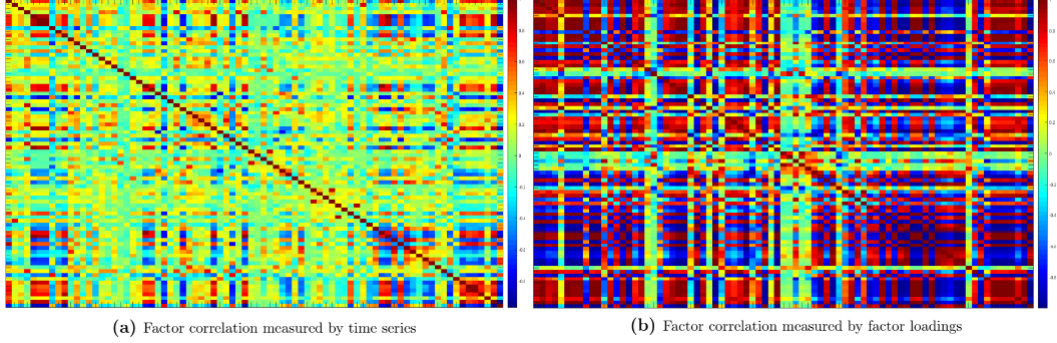 (a) Factor correlation measured by time series
(b) Factor correlation measured by factor loadings